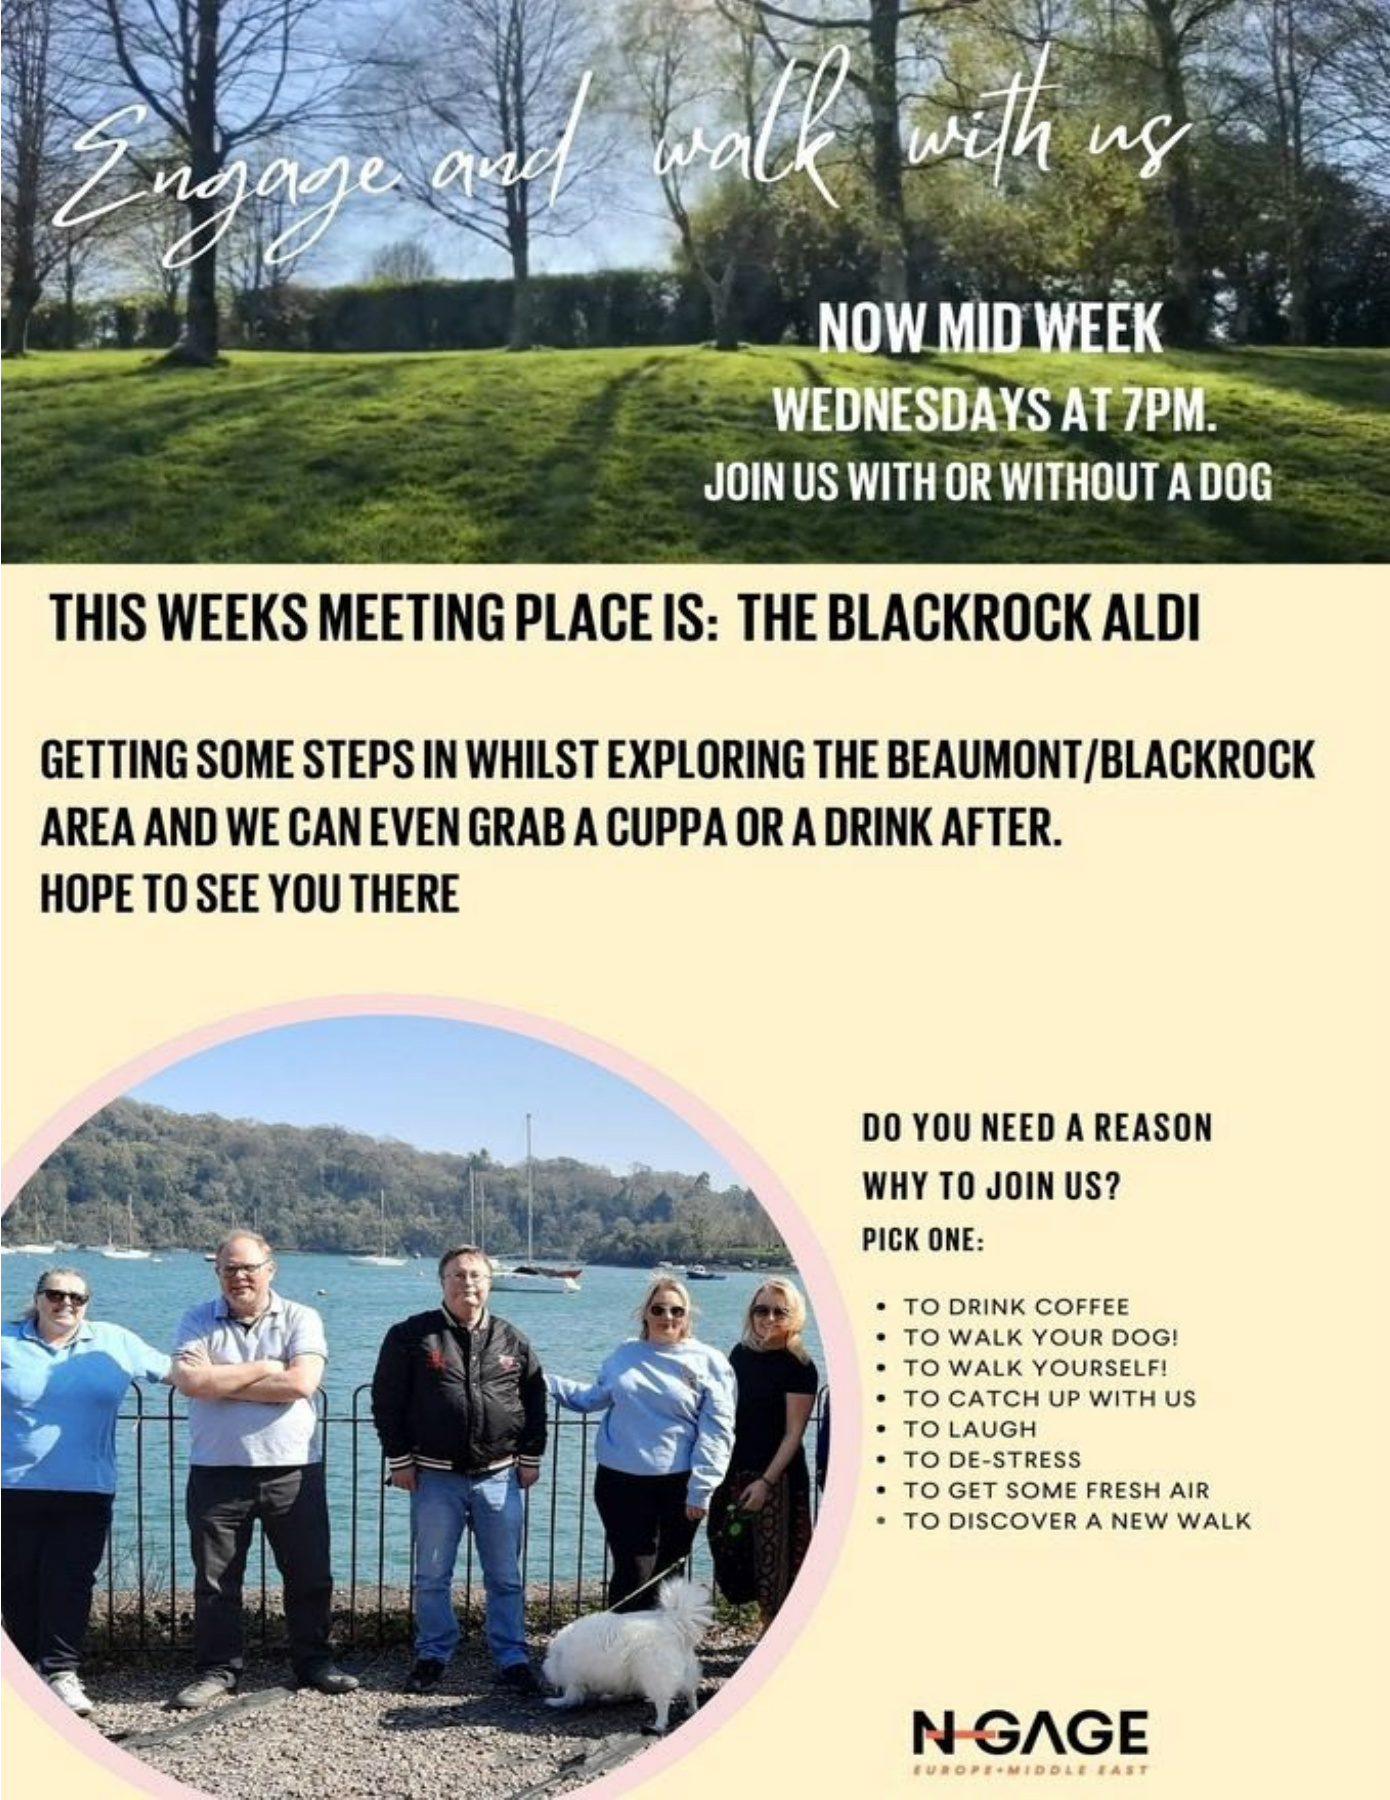 Engage and walk with us
NOW MID WEEK
WEDNESDAYS AT 7PM.
JOIN US WITH OR WITHOUT A DOG
THIS WEEKS MEETING PLACE IS: THE BLACKROCK ALDI
GETTING SOME STEPS IN WHILST EXPLORING THE BEAUMONT/BLACKROCK
AREA AND WE CAN EVEN GRAB A CUPPA OR A DRINK AFTER.
HOPE TO SEE YOU THERE
DO YOU NEED A REASON
WHY TO JOIN US?
PICK ONE:
• TO DRINK COFFEE
• TO WALK YOUR DOG!
• TO WALK YOURSELF!
• TO CATCH UP WITH US
• TO LAUGH
• TO DE-STRESS
• TO GET SOME FRESH AIR
• TO DISCOVER A NEW WALK
N-GAGE
EUROPE+MIDDLE EAST